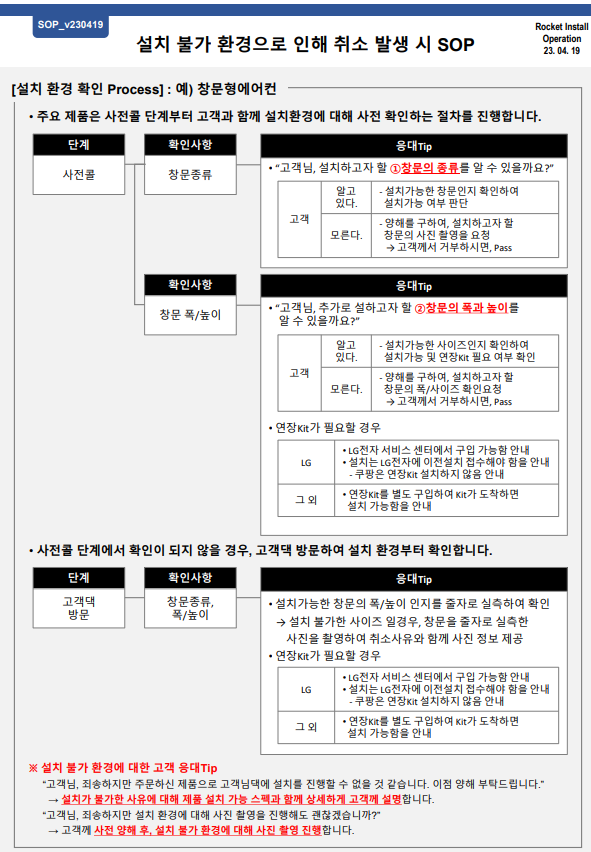 SOP_v230419
설치 불가 환경으로 인해 취소 발생 시 SOP
Rocket Install
Operation
23. 04. 19
[설치 환경 확인 Process] : 예) 창문형에어컨
• 주요 제품은 사전콜 단계부터 고객과 함께 설치환경에 대해 사전 확인하는 절차를 진행합니다.
단계
확인사항
응대Tip
사전콜
창문종류
• “고객님, 설치하고자 할 ①창문의 종류를 알 수 있을까요?”
고객
알고
있다.
- 설치가능한 창문인지 확인하여
설치가능 여부 판단
모른다.
- 양해를 구하여, 설치하고자 할
창문의 사진 촬영을 요청
→ 고객께서 거부하시면, Pass
확인사항
응대Tip
창문 폭/높이
• “고객님, 추가로 설하고자 할 ②창문의 폭과 높이를
알 수 있을까요?”
고객
알고
있다.
- 설치가능한 사이즈인지 확인하여
설치가능 및 연장Kit 필요 여부 확인
모른다.
- 양해를 구하여, 설치하고자 할
창문의 폭/사이즈 확인요청
→ 고객께서 거부하시면, Pass
• 연장Kit가 필요할 경우
LG
• LG전자 서비스 센터에서 구입 가능함 안내
• 설치는 LG전자에 이전설치 접수해야 함을 안내
- 쿠팡은 연장Kit 설치하지 않음 안내
그 외
• 연장Kit를 별도 구입하여 Kit가 도착하면
설치 가능함을 안내
• 사전콜 단계에서 확인이 되지 않을 경우, 고객댁 방문하여 설치 환경부터 확인합니다.
단계
확인사항
응대Tip
고객댁
방문
창문종류,
폭/높이
• 설치가능한 창문의 폭/높이 인지를 줄자로 실측하여 확인
→ 설치 불가한 사이즈 일경우, 창문을 줄자로 실측한
사진을 촬영하여 취소사유와 함께 사진 정보 제공
• 연장Kit가 필요할 경우
LG
• LG전자 서비스 센터에서 구입 가능함 안내
• 설치는 LG전자에 이전설치 접수해야 함을 안내
- 쿠팡은 연장Kit 설치하지 않음 안내
그 외
• 연장Kit를 별도 구입하여 Kit가 도착하면
설치 가능함을 안내
※ 설치 불가 환경에 대한 고객 응대Tip
“고객님, 죄송하지만 주문하신 제품으로 고객님댁에 설치를 진행할 수 없을 것 같습니다. 이점 양해 부탁드립니다.”
→ 설치가 불가한 사유에 대해 제품 설치 가능 스펙과 함께 상세하게 고객께 설명합니다.
“고객님, 죄송하지만 설치 환경에 대해 사진 촬영을 진행해도 괜찮겠습니까?”
→ 고객께 사전 양해 후, 설치 불가 환경에 대해 사진 촬영 진행합니다.